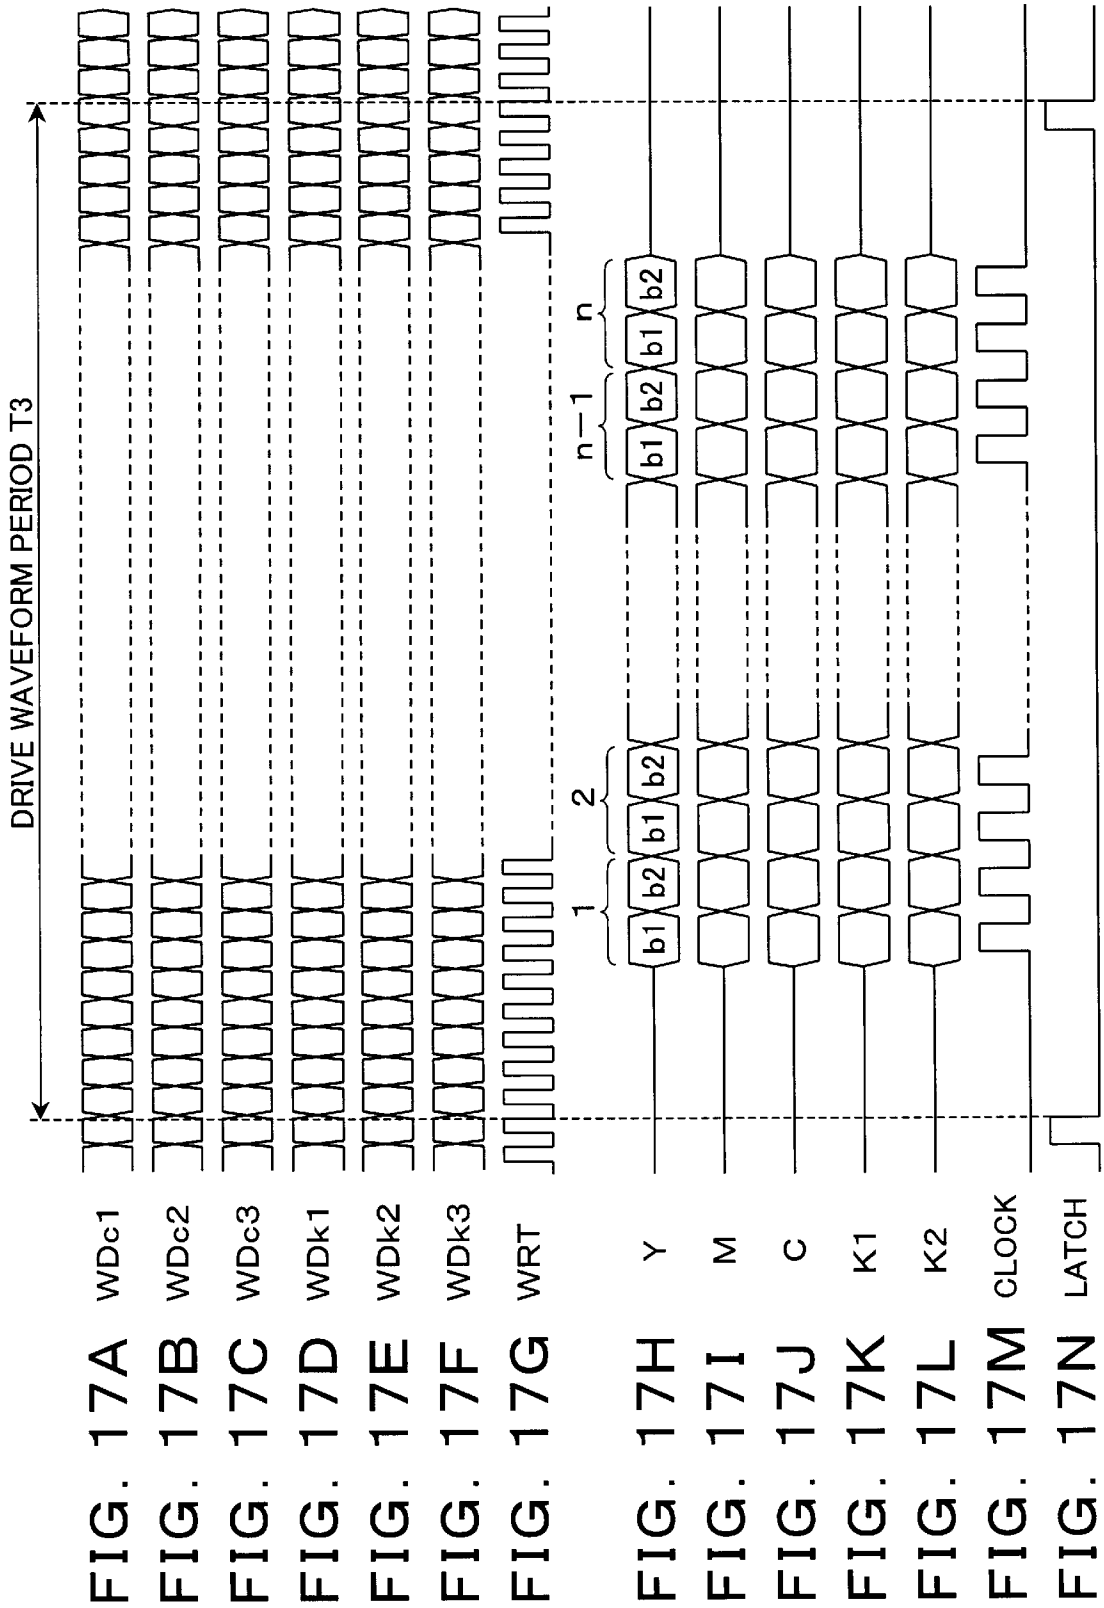 DRIVE WAVEFORM PERIOD T3
FIG. 17A WDc1
FIG. 17B WDc2
FIG. 17C WDc3
FIG. 17D WDk1
FIG. 17E WDk2
FIG. 17F WDk3
FIG. 17G WRT
1 2 n-1 n
FIG. 17H Y b1 b2 b1 b2 b1 b2 b1 b2
FIG. 17I M
FIG. 17J C
FIG. 17K K1
FIG. 17L K2
FIG. 17M CLOCK
FIG. 17N LATCH